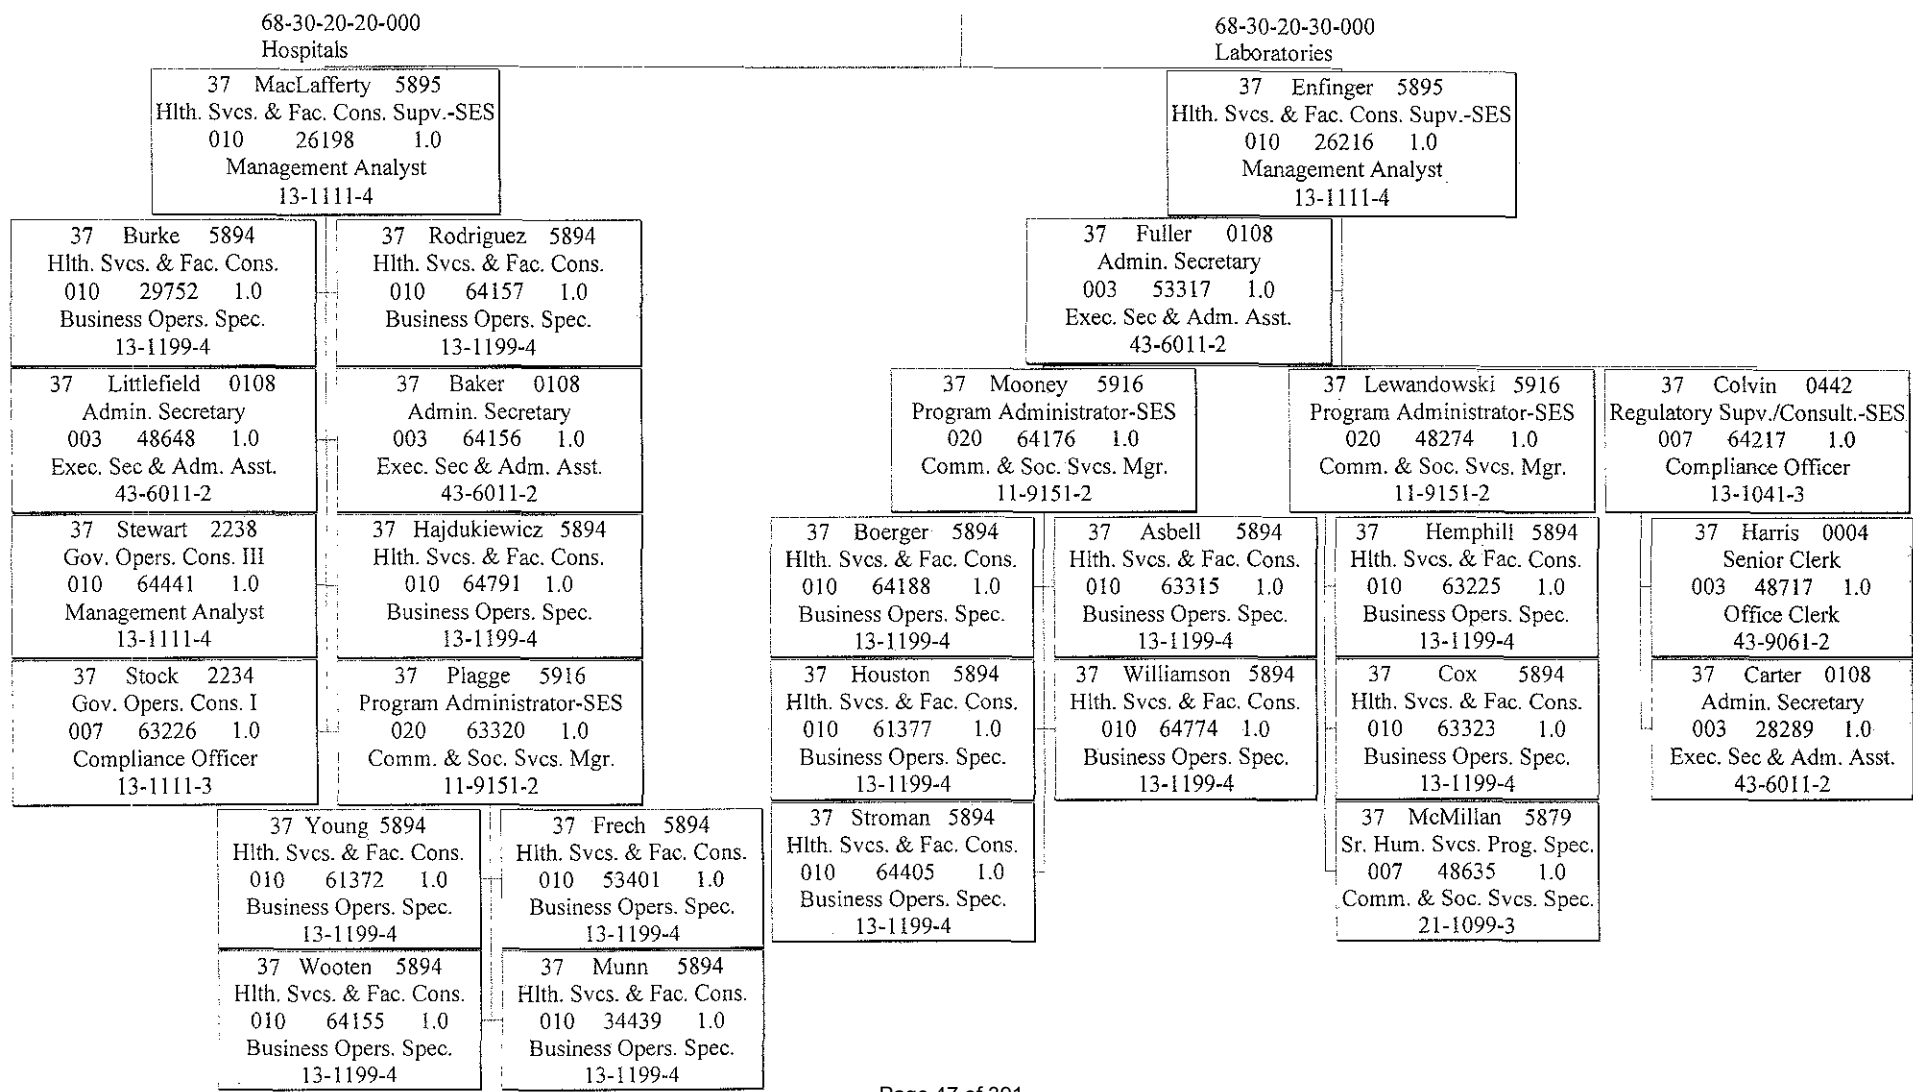 68-30-20-20-000
Hospitals
37 MacLafferty 5895
Hlth. Svcs. & Fac. Cons. Supv.-SES
010 26198 1.0
Management Analyst
13-1111-4
37 Burke 5894
Hlth. Svcs. & Fac. Cons.
010 29752 1.0
Business Opers. Spec.
13-1199-4
37 Rodriguez 5894
Hlth. Svcs. & Fac. Cons.
010 64157 1.0
Business Opers. Spec.
13-1199-4
37 Littlefield 0108
Admin. Secretary
003 48648 1.0
Exec. Sec & Adm. Asst.
43-6011-2
37 Baker 0108
Admin. Secretary
003 64156 1.0
Exec. Sec & Adm. Asst.
43-6011-2
37 Stewart 2238
Gov. Opers. Cons. III
010 64441 1.0
Management Analyst
13-1111-4
37 Hajdukiewicz 5894
Hlth. Svcs. & Fac. Cons.
010 64791 1.0
Business Opers. Spec.
13-1199-4
37 Stock 2234
Gov. Opers. Cons. I
007 63226 1.0
Compliance Officer
13-1111-3
37 Plagge 5916
Program Administrator-SES
020 63320 1.0
Comm. & Soc. Svcs. Mgr.
11-9151-2
37 Young 5894
Hlth. Svcs. & Fac. Cons.
010 61372 1.0
Business Opers. Spec.
13-1199-4
37 Frech 5894
Hlth. Svcs. & Fac. Cons.
010 53401 1.0
Business Opers. Spec.
13-1199-4
37 Wooten 5894
Hlth. Svcs. & Fac. Cons.
010 64155 1.0
Business Opers. Spec.
13-1199-4
37 Munn 5894
Hlth. Svcs. & Fac. Cons.
010 34439 1.0
Business Opers. Spec.
13-1199-4
68-30-20-30-000
Laboratories
37 Enfinger 5895
Hlth. Svcs. & Fac. Cons. Supv.-SES
010 26216 1.0
Management Analyst
13-1111-4
37 Fuller 0108
Admin. Secretary
003 53317 1.0
Exec. Sec & Adm. Asst.
43-6011-2
37 Mooney 5916
Program Administrator-SES
020 64176 1.0
Comm. & Soc. Svcs. Mgr.
11-9151-2
37 Lewandowski 5916
Program Administrator-SES
020 48274 1.0
Comm. & Soc. Svcs. Mgr.
11-9151-2
37 Colvin 0442
Regulatory Supv./Consult.-SES
007 64217 1.0
Compliance Officer
13-1041-3
37 Boerger 5894
Hlth. Svcs. & Fac. Cons.
010 64188 1.0
Business Opers. Spec.
13-1199-4
37 Asbell 5894
Hlth. Svcs. & Fac. Cons.
010 63315 1.0
Business Opers. Spec.
13-1199-4
37 Hemphill 5894
Hlth. Svcs. & Fac. Cons.
010 63225 1.0
Business Opers. Spec.
13-1199-4
37 Harris 0004
Senior Clerk
003 48717 1.0
Office Clerk
43-9061-2
37 Houston 5894
Hlth. Svcs. & Fac. Cons.
010 61377 1.0
Business Opers. Spec.
13-1199-4
37 Williamson 5894
Hlth. Svcs. & Fac. Cons.
010 64774 1.0
Business Opers. Spec.
13-1199-4
37 Cox 5894
Hlth. Svcs. & Fac. Cons.
010 63323 1.0
Business Opers. Spec.
13-1199-4
37 Carter 0108
Admin. Secretary
003 28289 1.0
Exec. Sec & Adm. Asst.
43-6011-2
37 Stroman 5894
Hlth. Svcs. & Fac. Cons.
010 64405 1.0
Business Opers. Spec.
13-1199-4
37 McMillan 5879
Sr. Hum. Svcs. Prog. Spec.
007 48635 1.0
Comm. & Soc. Svcs. Spec.
21-1099-3